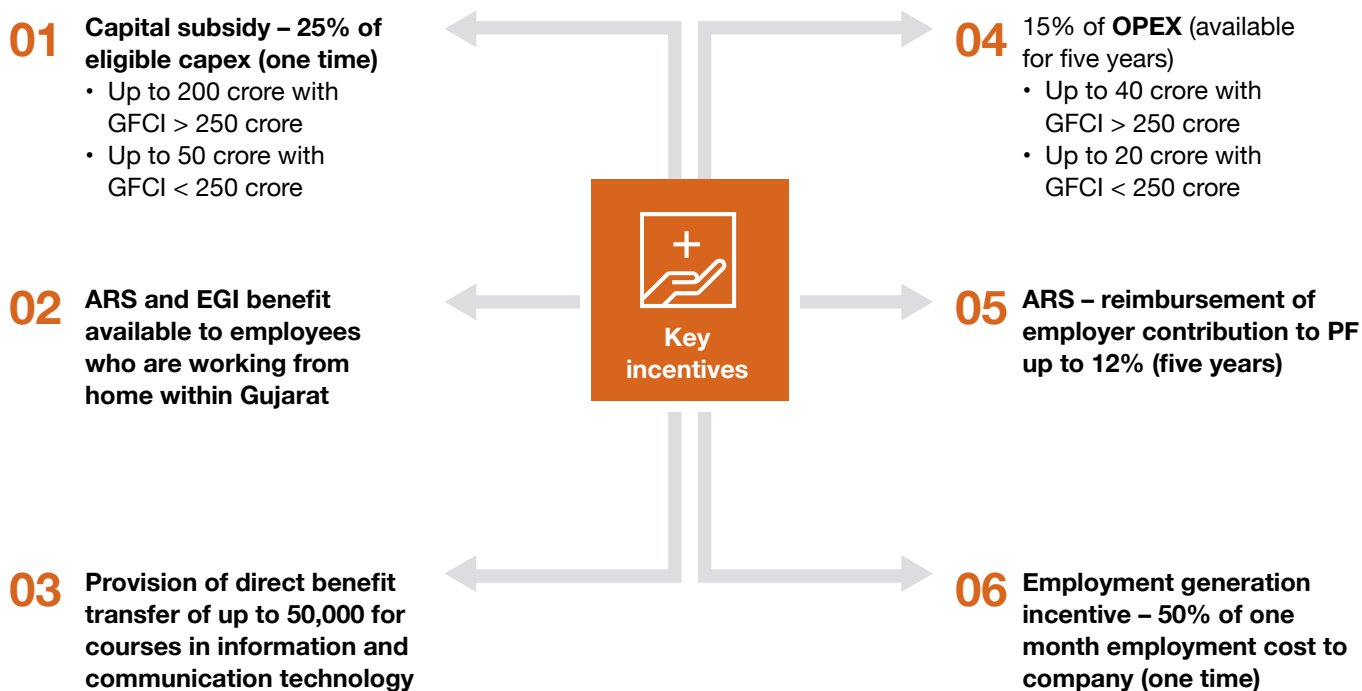 01
Capital subsidy – 25% of
eligible capex (one time)
• Up to 200 crore with
GFCI > 250 crore
• Up to 50 crore with
GFCI < 250 crore
02
ARS and EGI benefit
available to employees
who are working from
home within Gujarat
03
Provision of direct benefit
transfer of up to 50,000 for
courses in information and
communication technology
Key
incentives
04
15% of OPEX (available
for five years)
• Up to 40 crore with
GFCI > 250 crore
• Up to 20 crore with
GFCI < 250 crore
05
ARS – reimbursement of
employer contribution to PF
up to 12% (five years)
06
Employment generation
incentive – 50% of one
month employment cost to
company (one time)